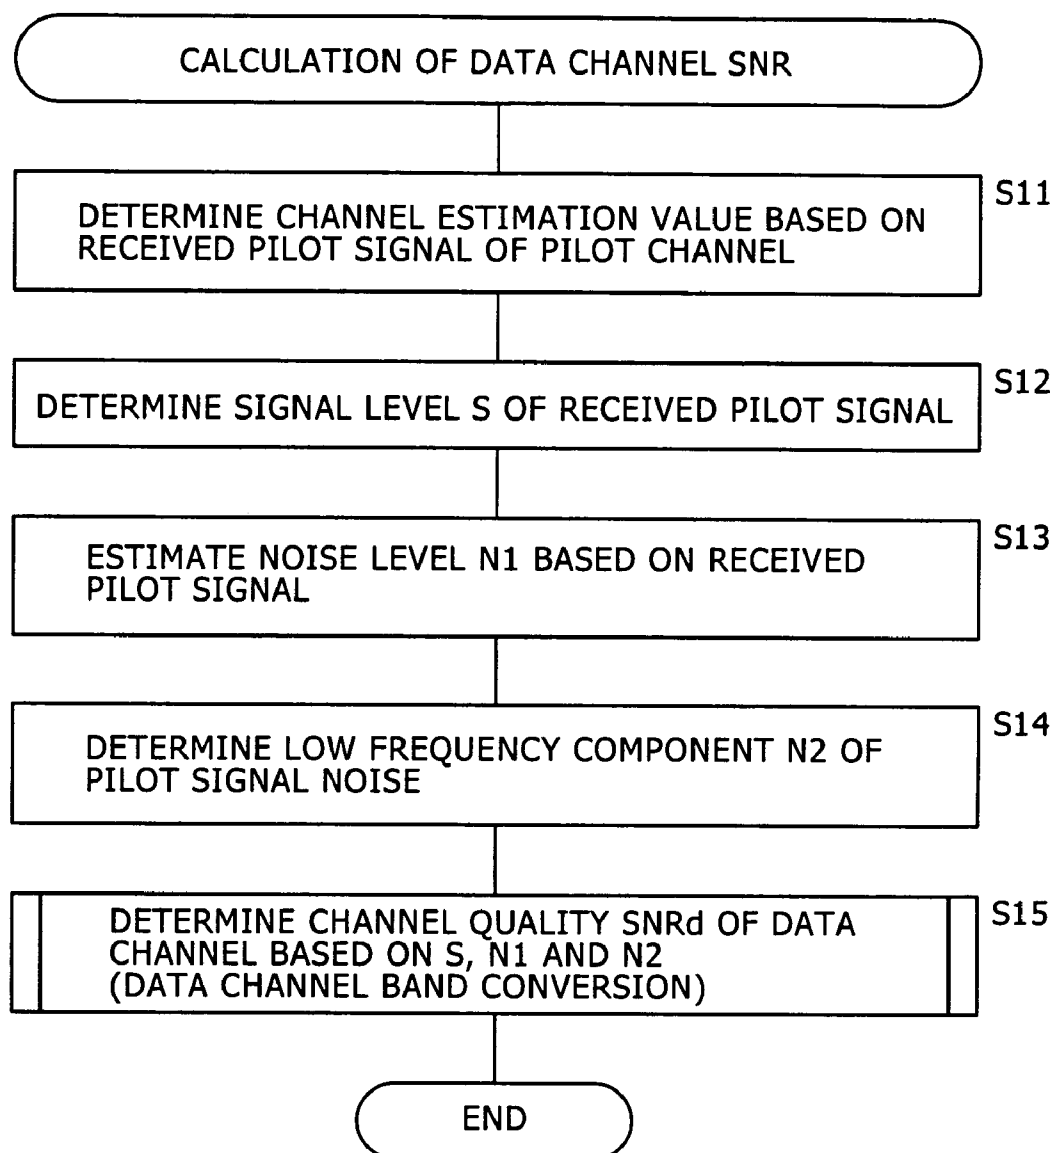 CALCULATION OF DATA CHANNEL SNR
S11
DETERMINE CHANNEL ESTIMATION VALUE BASED ON
RECEIVED PILOT SIGNAL OF PILOT CHANNEL
S12
DETERMINE SIGNAL LEVEL S OF RECEIVED PILOT SIGNAL
S13
ESTIMATE NOISE LEVEL N1 BASED ON RECEIVED
PILOT SIGNAL
S14
DETERMINE LOW FREQUENCY COMPONENT N2 OF
PILOT SIGNAL NOISE
S15
DETERMINE CHANNEL QUALITY SNRd OF DATA
CHANNEL BASED ON S, N1 AND N2
(DATA CHANNEL BAND CONVERSION)
END